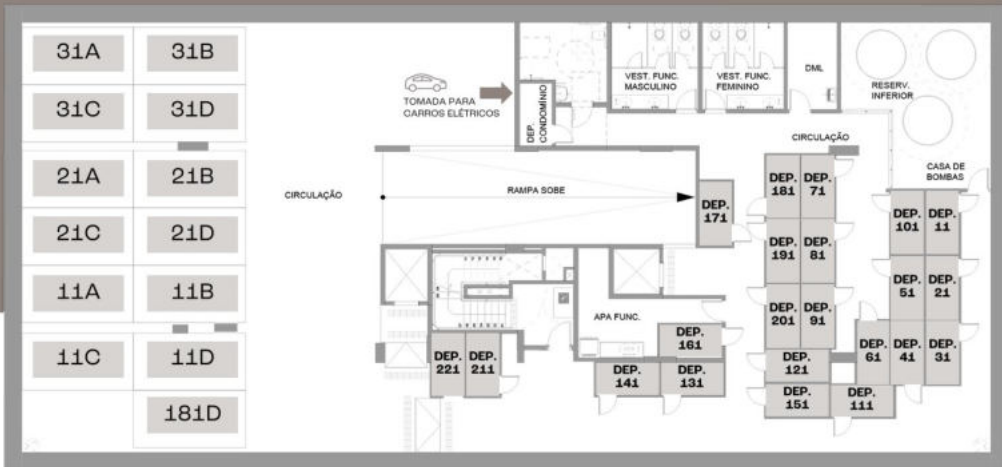 31A 31B
31C 31D
21A 21B
21C 21D
11A 11B
11C 11D
181D
TOMADA PARA
CARROS ELÉTRICOS
DEP.
CONDOMÍNIO
VEST. FUNC.
MASCULINO
VEST. FUNC.
FEMININO
DML
RESERV.
INFERIOR
CIRCULAÇÃO
CASA DE
BOMBAS
CIRCULAÇÃO
RAMPA SOBE
DEP.
171
DEP.
181
DEP.
71
DEP.
191
DEP.
81
DEP.
201
DEP.
91
DEP.
101
DEP.
11
DEP.
51
DEP.
21
DEP.
61
DEP.
41
DEP.
31
APA FUNC.
DEP.
161
DEP.
221
DEP.
211
DEP.
141
DEP.
131
DEP.
121
DEP.
151
DEP.
111